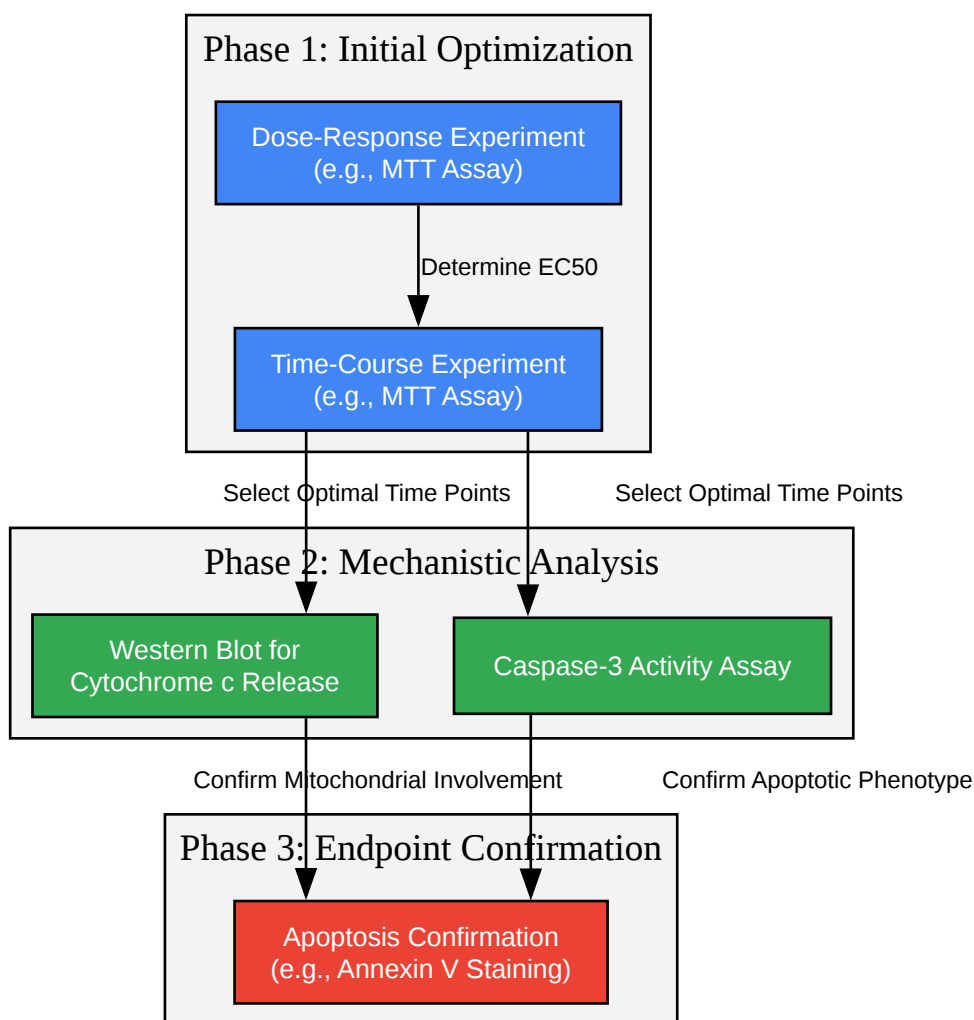 Phase 1: Initial Optimization
Dose-Response Experiment
(e.g., MTT Assay)
Determine EC50
Time-Course Experiment
(e.g., MTT Assay)
Select Optimal Time Points
Select Optimal Time Points
Phase 2: Mechanistic Analysis
Western Blot for
Cytochrome c Release
Caspase-3 Activity Assay
Confirm Mitochondrial Involvement
Confirm Apoptotic Phenotype
Phase 3: Endpoint Confirmation
Apoptosis Confirmation
(e.g., Annexin V Staining)